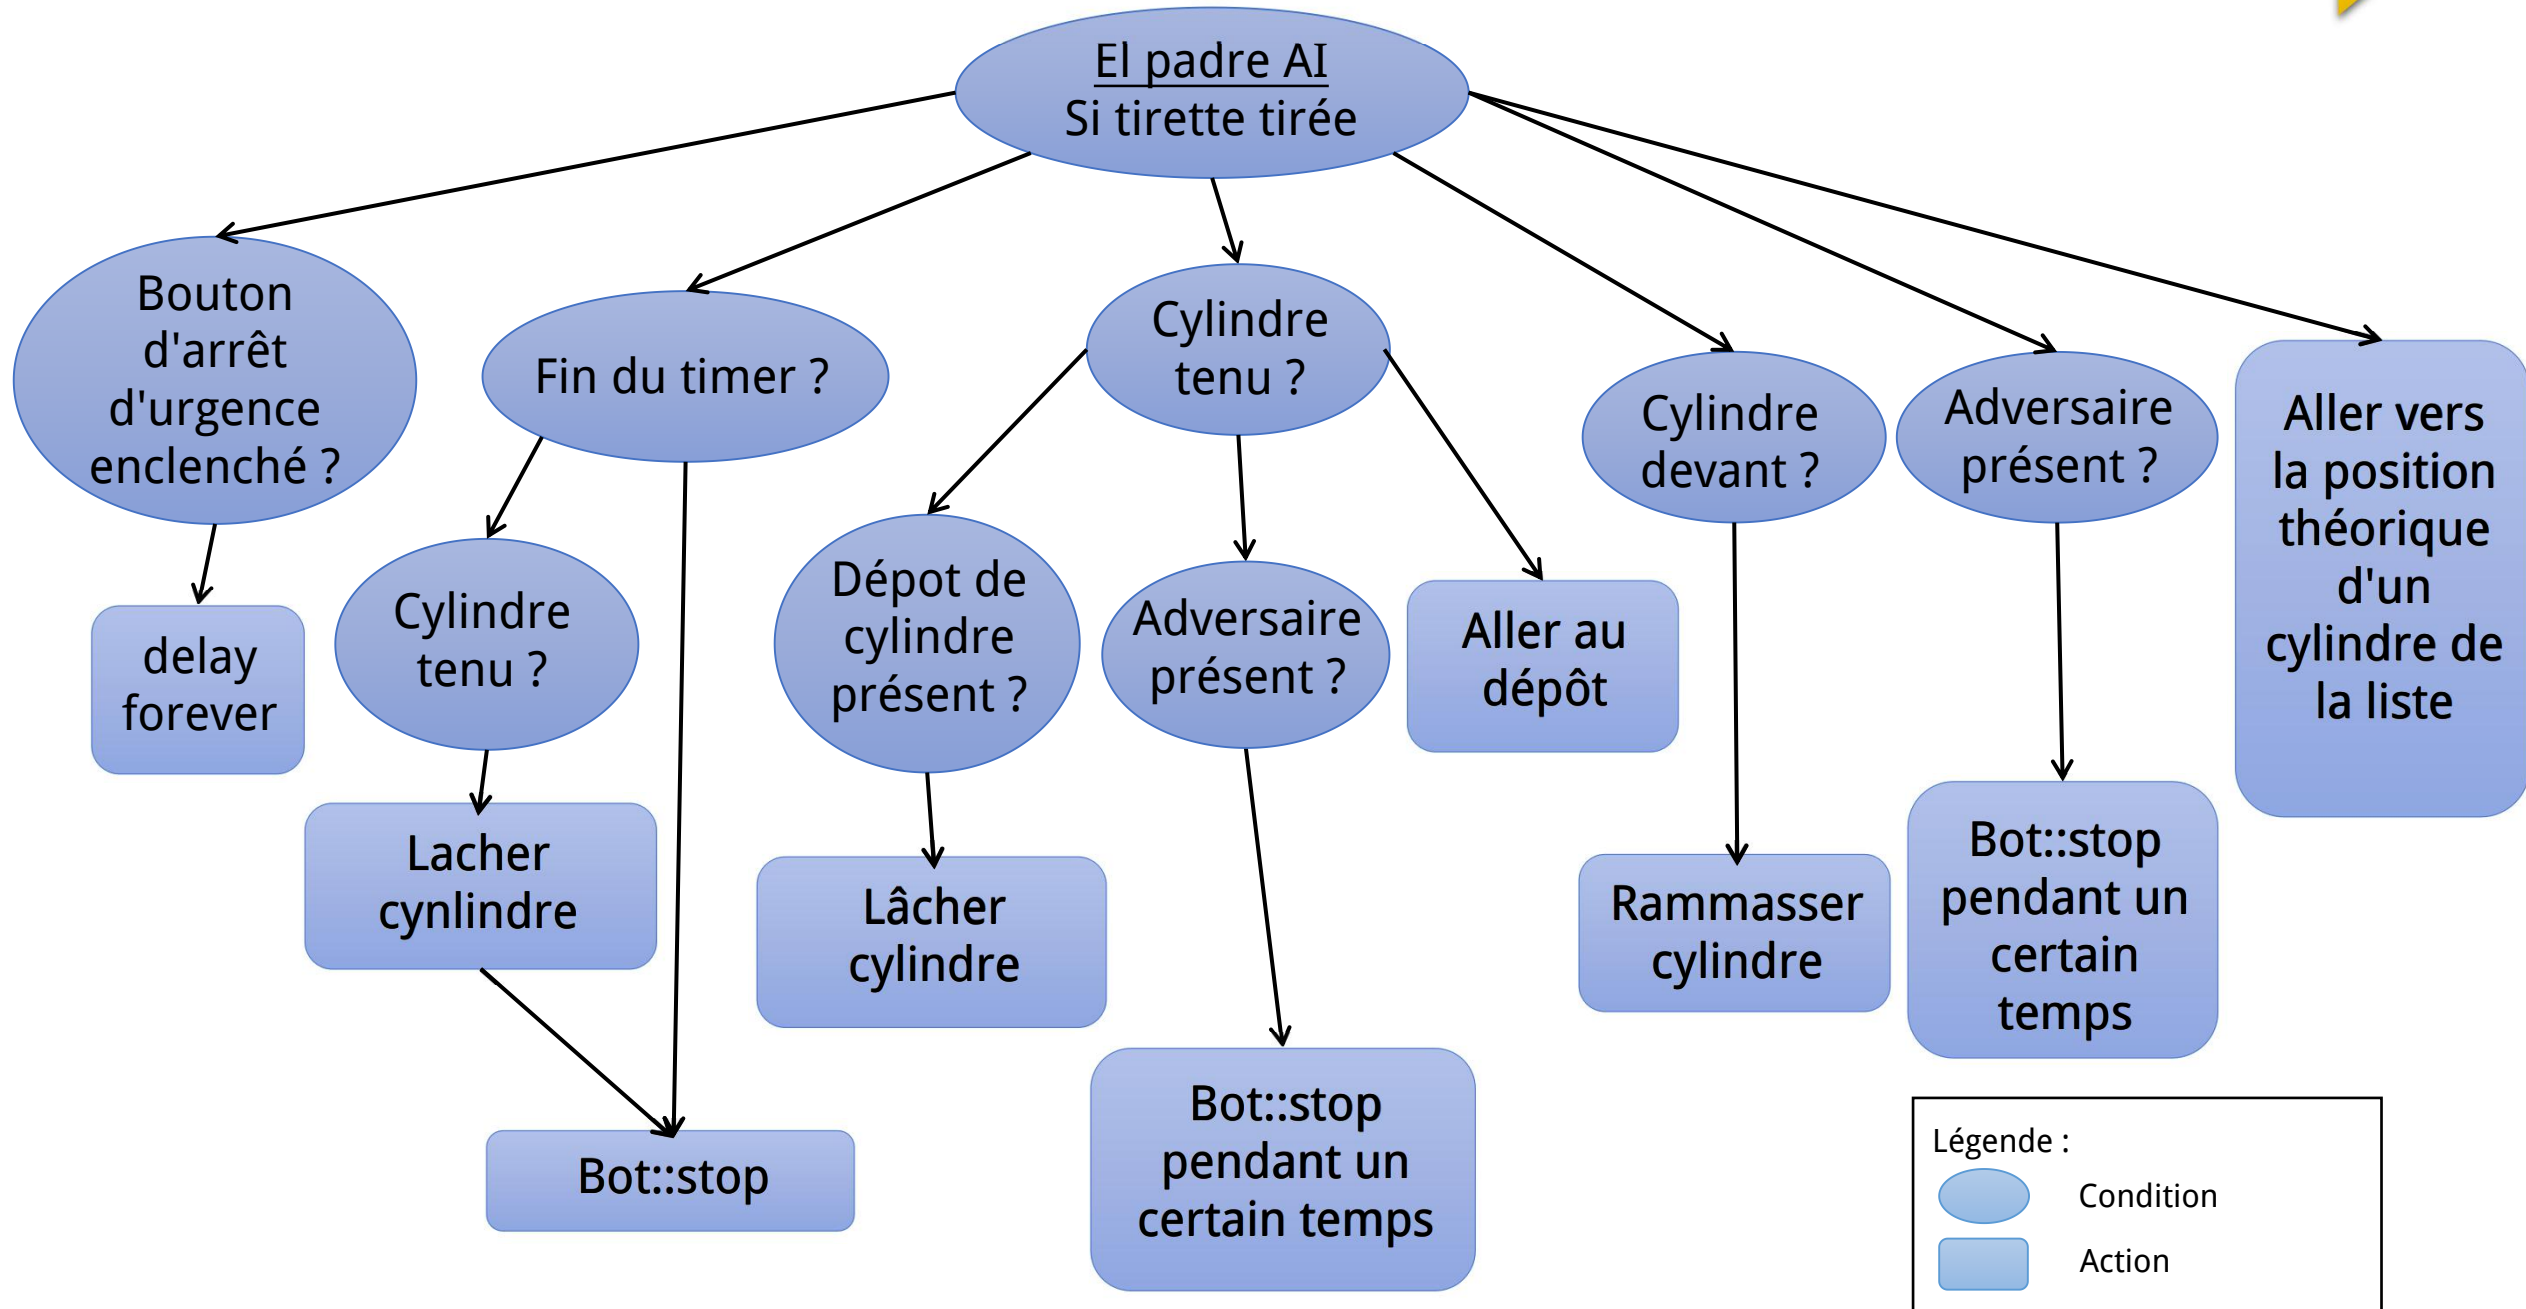 El padre AI
Si tirette tirée
Bouton
d'arrêt
d'urgence
enclenché ?
Fin du timer ?
Cylindre
tenu ?
Cylindre
devant ?
Adversaire
présent ?
Aller vers
la position
théorique
d'un
cylindre de
la liste
delay
forever
Cylindre
tenu ?
Dépot de
cylindre
présent ?
Adversaire
présent ?
Aller au
dépôt
Lacher
cynlindre
Lâcher
cylindre
Rammasser
cylindre
Bot::stop
pendant un
certain
temps
Bot::stop
Bot::stop
pendant un
certain temps
Légende :
Condition
Action